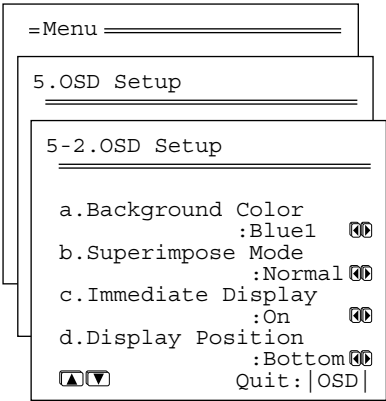 =Menu
5.OSD Setup
5-2.OSD Setup
a.Background Color
:Blue1
b.Superimpose Mode
:Normal
c.Immediate Display
:On
d.Display Position
:Bottom
Quit:|OSD|